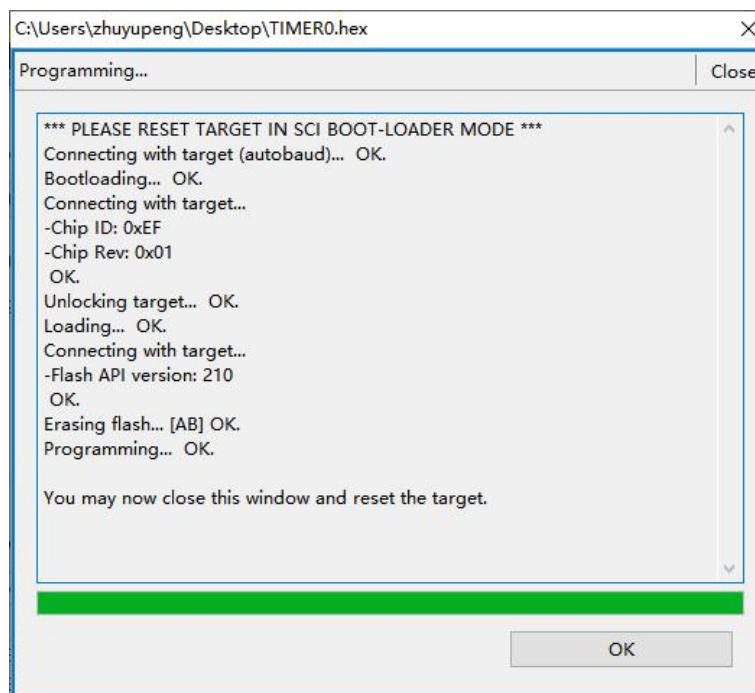 C:\Users\zhuyupeng\Desktop\TIMER0.hex
Programming...
Close
*** PLEASE RESET TARGET IN SCI BOOT-LOADER MODE ***
Connecting with target (autobaud)... OK.
Bootloading... OK.
Connecting with target...
-Chip ID: 0xEF
-Chip Rev: 0x01
OK.
Unlocking target... OK.
Loading... OK.
Connecting with target...
-Flash API version: 210
OK.
Erasing flash... [AB] OK.
Programming... OK.
You may now close this window and reset the target.
OK